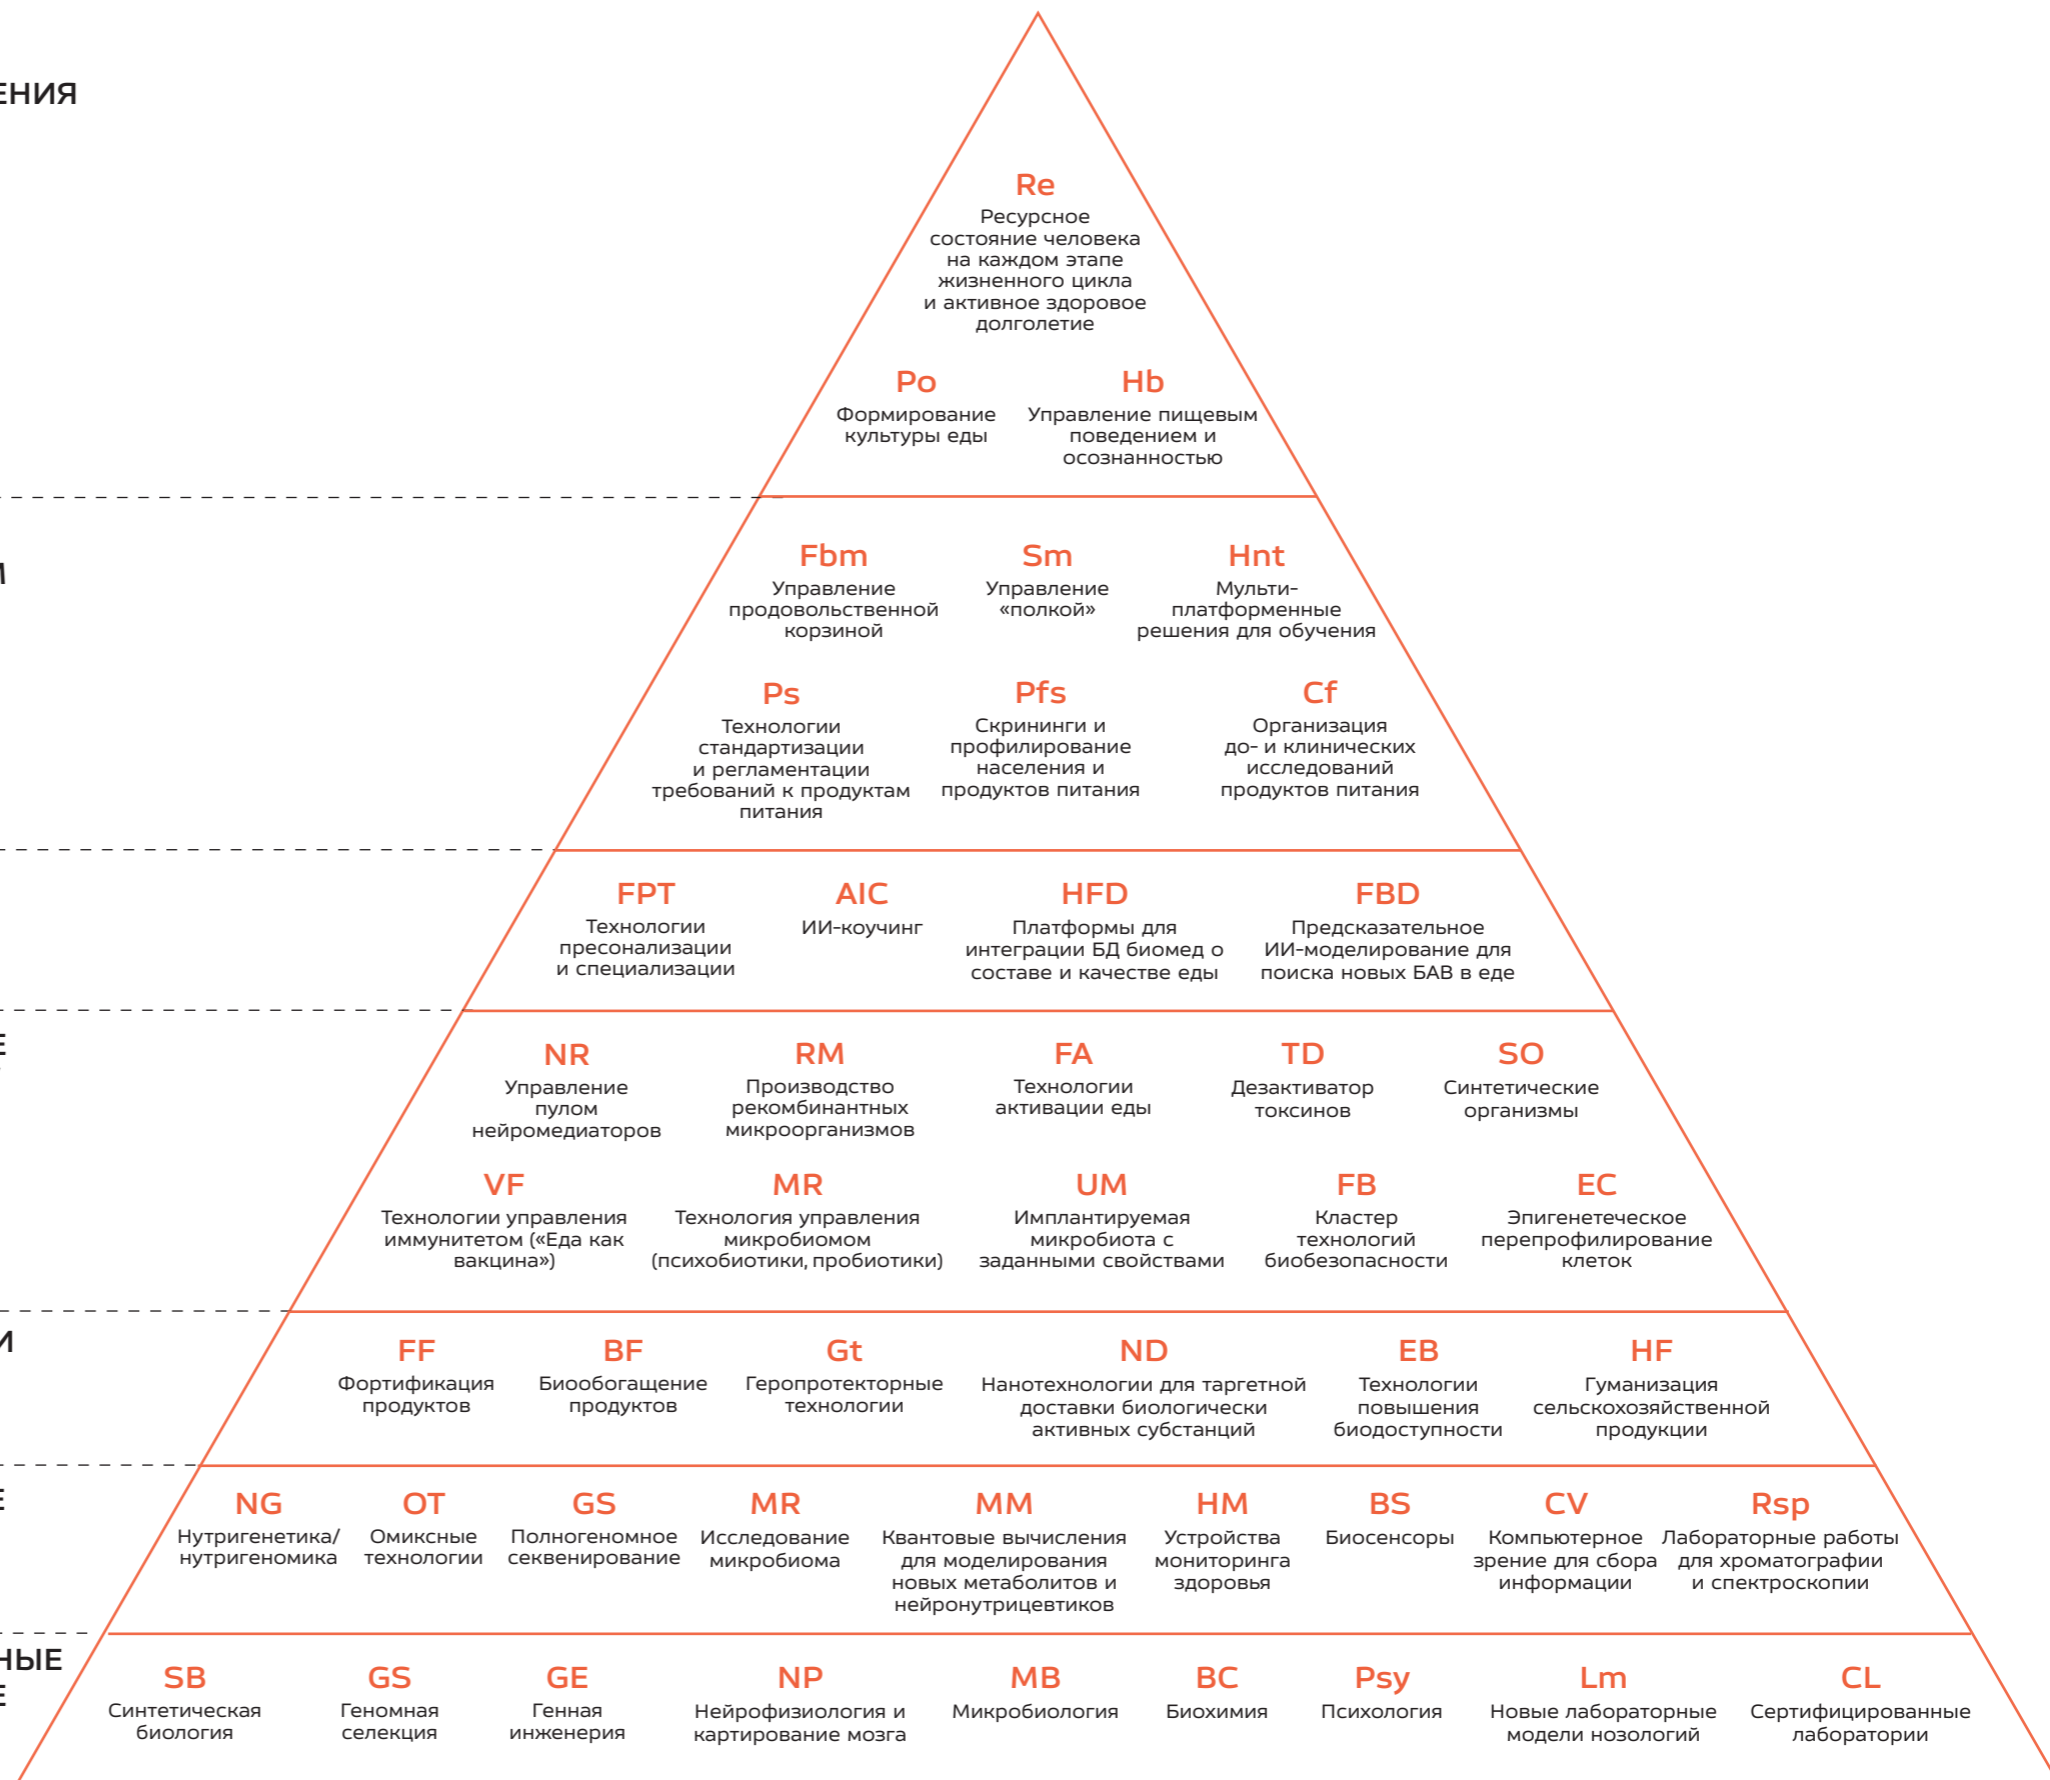 ЕНИЯ
Re
Ресурсное
состояние человека
на каждом этапе
жизненного цикла
и активное здоровое
долголетие
Po
Формирование
культуры еды
Hb
Управление пищевым
поведением и
осознанностью
Fbm
Управление
продовольственной
корзиной
Sm
Управление
«полкой»
Hnt
Мульти-
платформенные
решения для обучения
Ps
Технологии
стандартизации
и регламентации
требований к продуктам
питания
Pfs
Скрининги и
профилирование
населения и
продуктов питания
Cf
Организация
до- и клинических
исследований
продуктов питания
FPT
Технологии
пресонализации
и специализации
AIC
ИИ-коучинг
HFD
Платформы для
интеграции БД биомед о
составе и качестве еды
FBD
Предсказательное
ИИ-моделирование для
поиска новых БАВ в еде
Е
NR
Управление
пулом
нейромедиаторов
RM
Производство
рекомбинантных
микроорганизмов
FA
Технологии
активации еды
TD
Дезактиватор
токсинов
SO
Синтетические
организмы
VF
Технологии управления
иммунитетом («Еда как
вакцина»)
MR
Технология управления
микробиомом
(психобиотики, пробиотики)
UM
Имплантируемая
микробиота с
заданными свойствами
FB
Кластер
технологий
биобезопасности
EC
Эпигенетеческое
перепрофилирование
клеток
И
FF
Фортификация
продуктов
BF
Биообогащение
продуктов
Gt
Геропротекторные
технологии
ND
Нанотехнологии для таргетной
доставки биологически
активных субстанций
EB
Технологии
повышения
биодоступности
HF
Гуманизация
сельскохозяйственной
продукции
Е
NG
Нутригенетика/
нутригеномика
OT
Омиксные
технологии
GS
Полногеномное
секвенирование
MR
Исследование
микробиома
MM
Квантовые вычисления
для моделирования
новых метаболитов и
нейронутрицевтиков
HM
Устройства
мониторинга
здоровья
BS
Биосенсоры
CV
Компьютерное
зрение для сбора
информации
Rsp
Лабораторные работы
для хроматографии
и спектроскопии
НЫЕ
Е
SB
Синтетическая
биология
GS
Геномная
селекция
GE
Генная
инженерия
NP
Нейрофизиология и
картирование мозга
MB
Микробиология
BC
Биохимия
Psy
Психология
Lm
Новые лабораторные
модели нозологий
CL
Сертифицированные
лаборатории